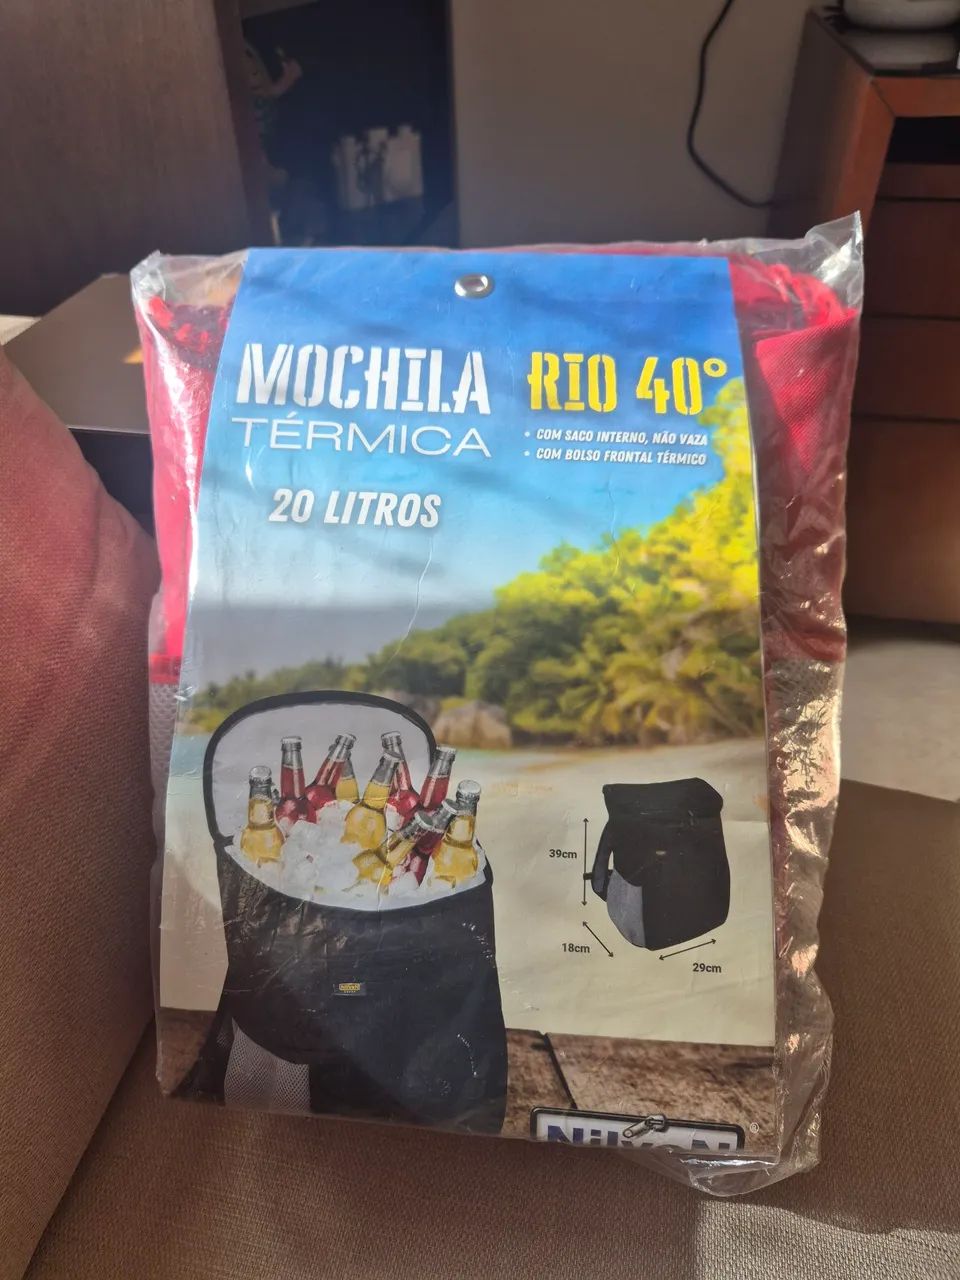 MOCHILA
TÉRMICA
20 LITROS
RIO 40°
• COM SACO INTERNO, NÃO VAZA
• COM BOLSO FRONTAL TÉRMICO
39cm
18cm
29cm
®